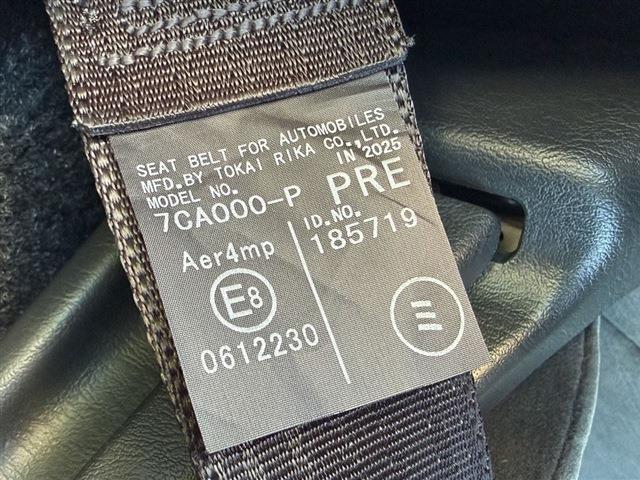 SEAT BELT FOR AUTOMOBILES
MFD.BY TOKAI RIKA CO.,LTD.
MODEL NO. IN 2025
7CA000-P PRE
ID.NO.
185719
Aer4mp
E8
0612230